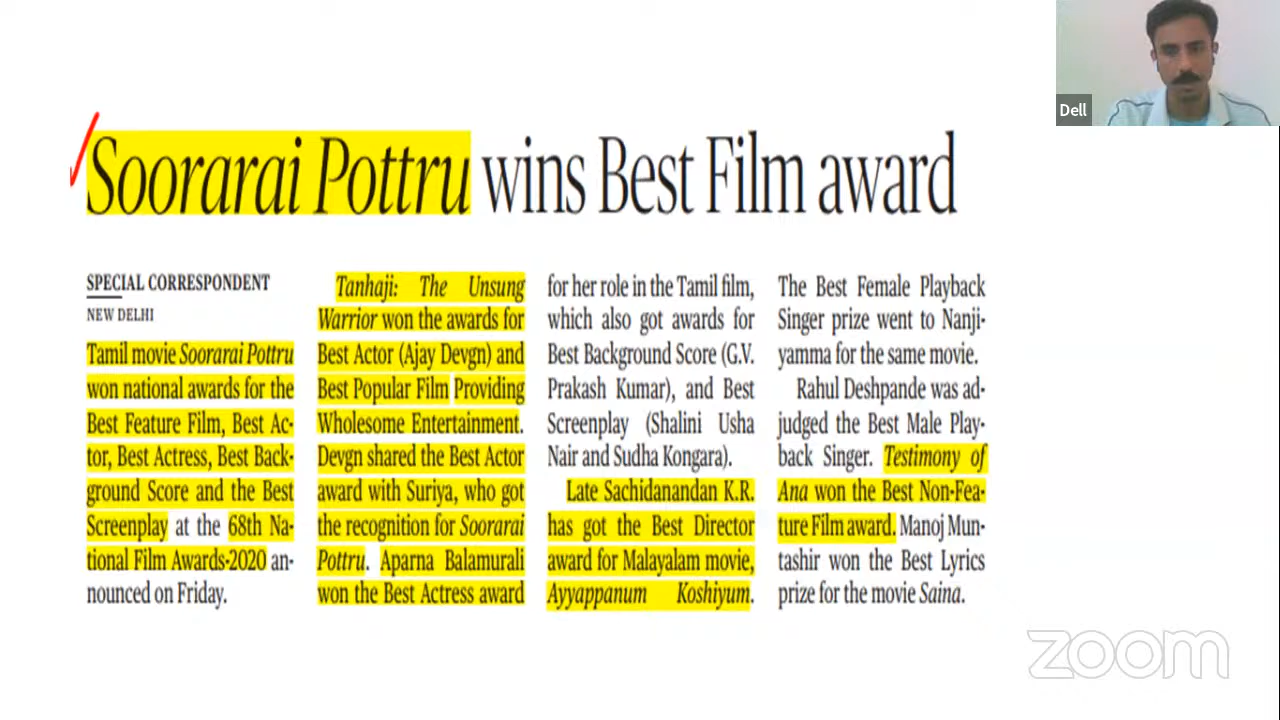 Dell
Soorarai Pottru wins Best Film award
SPECIAL CORRESPONDENT
NEW DELHI
Tamil movie Soorarai Pottru
won national awards for the
Best Feature Film, Best Ac-
tor, Best Actress, Best Back-
ground Score and the Best
Screenplay at the 68th Na-
tional Film Awards-2020 an-
nounced on Friday.
Tanhaji: The Unsung
Warrior won the awards for
Best Actor (Ajay Devgn) and
Best Popular Film Providing
Wholesome Entertainment.
Devgn shared the Best Actor
award with Suriya, who got
the recognition for Soorarai
Pottru. Aparna Balamurali
won the Best Actress award
for her role in the Tamil film,
which also got awards for
Best Background Score (G.V.
Prakash Kumar), and Best
Screenplay (Shalini Usha
Nair and Sudha Kongara).
Late Sachidanandan K.R.
has got the Best Director
award for Malayalam movie,
Ayyappanum Koshiyum.
The Best Female Playback
Singer prize went to Nanji-
yamma for the same movie.
Rahul Deshpande was ad-
judged the Best Male Play-
back Singer. Testimony of
Ana won the Best Non-Fea-
ture Film award. Manoj Mun-
tashir won the Best Lyrics
prize for the movie Saina.
zoom